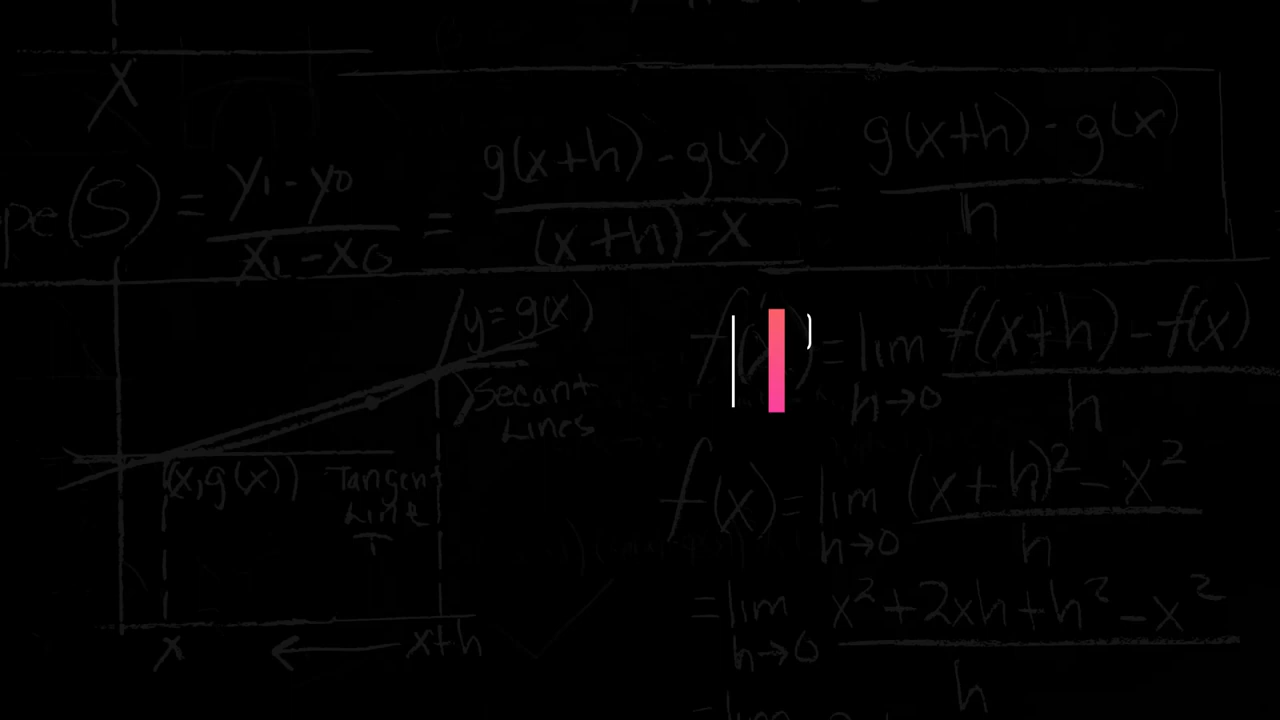 X
pe(S) = y₁ - y₀ / x₁ - x₀ = g(x+h) - g(x) / (x+h) - x = g(x+h) - g(x) / h
y = g(x)
Secant
Lines
(x, g(x))
Tangent
Line
T
x ← x+h
f'(x) = lim h→0 f(x+h) - f(x) / h
f(x) = lim h→0 (x+h)² - x² / h
= lim h→0 x² + 2xh + h² - x² / h
= lim